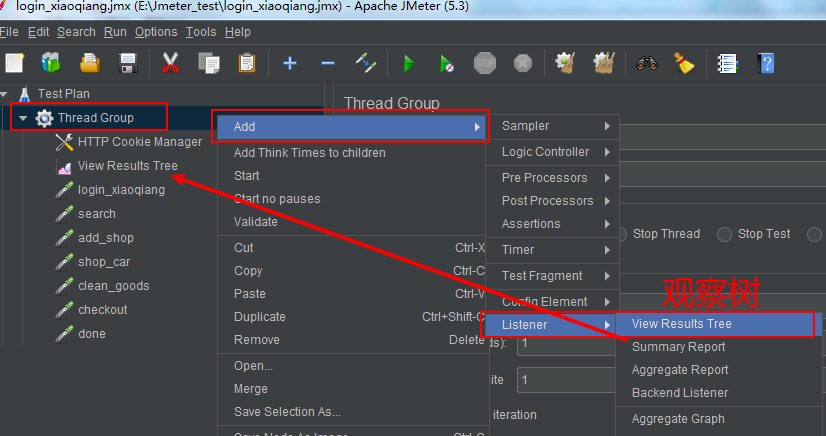 login_xiaoqiang.jmx (E:\Jmeter_test\login_xiaoqiang.jmx) - Apache JMeter (5.3)
File Edit Search Run Options Tools Help
STOP
Test Plan
Thread Group
HTTP Cookie Manager
View Results Tree
login_xiaoqiang
search
add_shop
shop_car
clean_goods
checkout
done
Thread Group
Add
Add Think Times to children
Start
Start no pauses
Validate
Cut Ctrl-X
Copy Ctrl-C
Paste Ctrl-V
Duplicate Ctrl+Shift-C
Remove Delete
Open...
Merge
Save Selection As...
Save Node As Image
Sampler
Logic Controller
Pre Processors
Post Processors
Assertions
Timer
Test Fragment
Config Element
Listener
Stop Thread
Stop Test
观察树
View Results Tree
Summary Report
Aggregate Report
Backend Listener
Aggregate Graph
ds): 1
ite 1
iteration